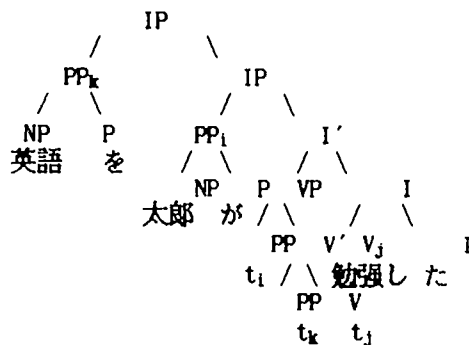 IP
PPk IP
NP P PPi I´
英語 を NP P VP I
太郎 が PP V´ Vj I
ti 勉強し た
PP V
tk tj